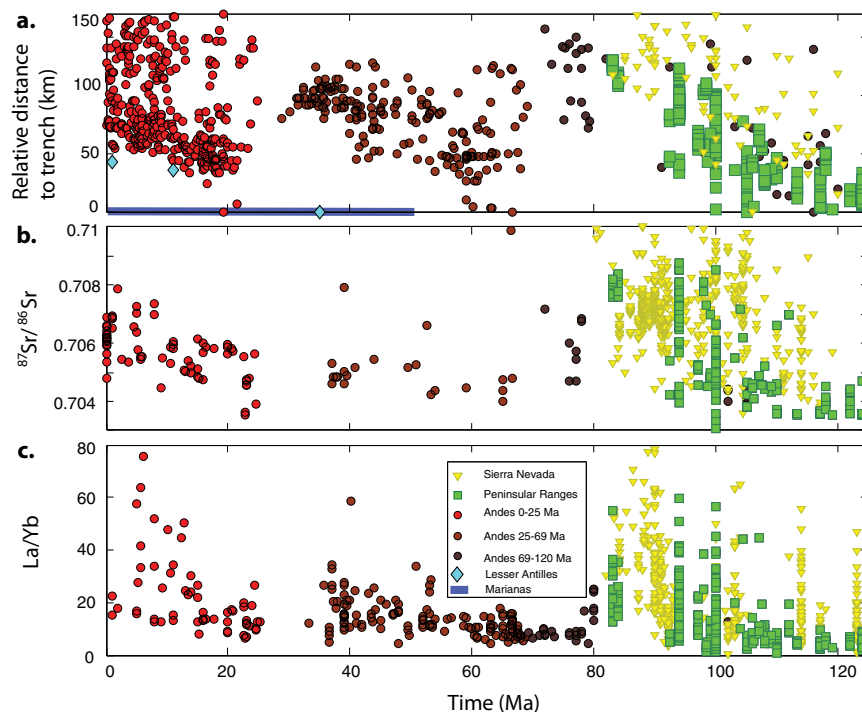 a.
150
100
50
0
Relative distance
to trench (km)
b.
0.71
0.708
0.706
0.704
87Sr/ 86Sr
c.
80
60
40
20
0
La/Yb
Sierra Nevada
Peninsular Ranges
Andes 0-25 Ma
Andes 25-69 Ma
Andes 69-120 Ma
Lesser Antilles
Marianas
0 20 40 60 80 100 120
Time (Ma)